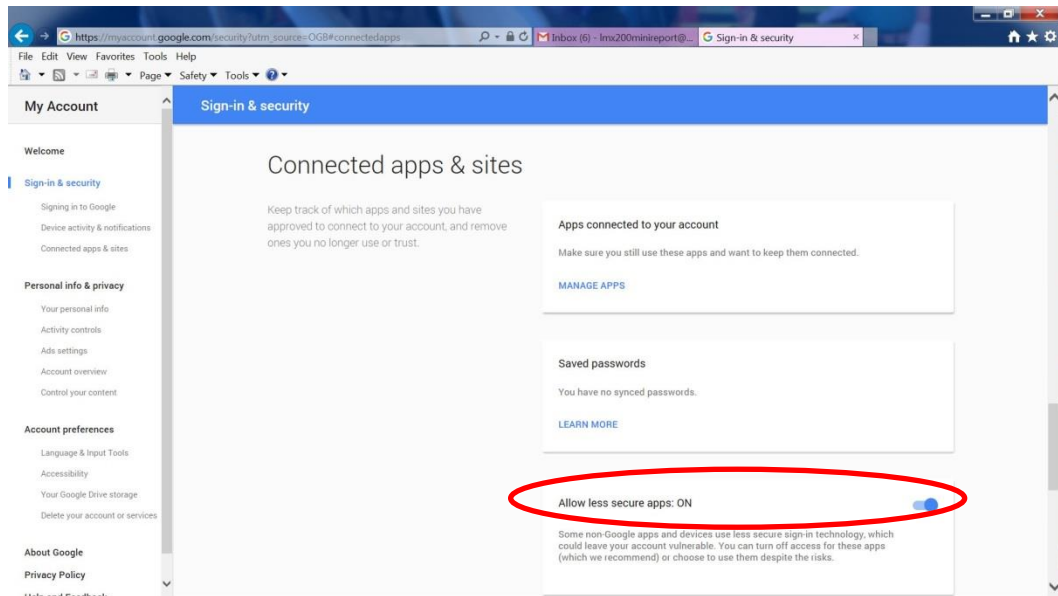 https://myaccount.google.com/security?utm_source=OGB#connectedapps
Inbox (6) - lmx200minireport@...
Sign-in & security
File Edit View Favorites Tools Help
Page Safety Tools
My Account
Sign-in & security
Welcome
Sign-in & security
Signing in to Google
Device activity & notifications
Connected apps & sites
Personal info & privacy
Your personal info
Activity controls
Ads settings
Account overview
Control your content
Account preferences
Language & Input Tools
Accessibility
Your Google Drive storage
Delete your account or services
About Google
Privacy Policy
Help and Feedback
Connected apps & sites
Keep track of which apps and sites you have
approved to connect to your account, and remove
ones you no longer use or trust.
Apps connected to your account
Make sure you still use these apps and want to keep them connected.
MANAGE APPS
Saved passwords
You have no synced passwords.
LEARN MORE
Allow less secure apps: ON
Some non-Google apps and devices use less secure sign-in technology, which
could leave your account vulnerable. You can turn off access for these apps
(which we recommend) or choose to use them despite the risks.